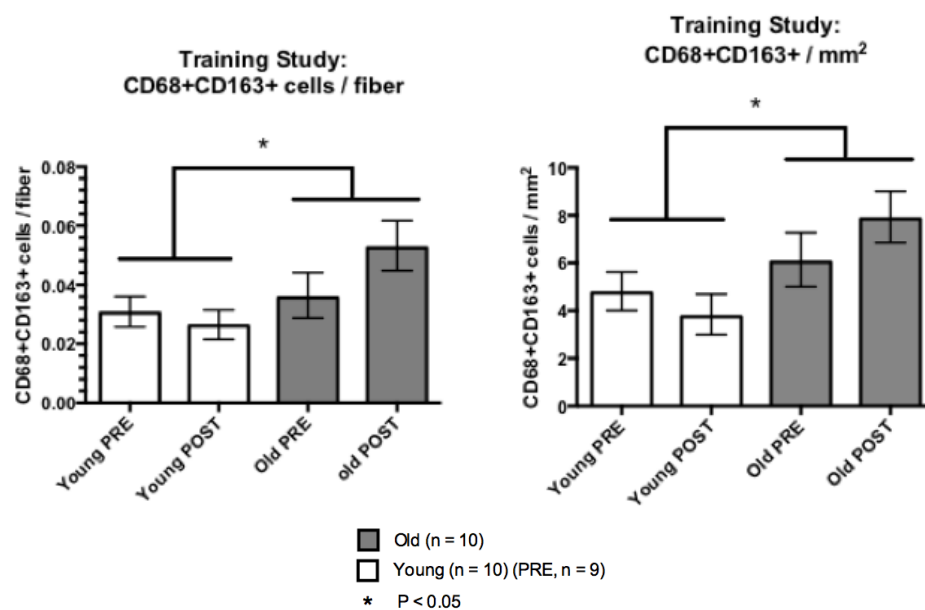 Training Study:
CD68+CD163+ cells / fiber
*
CD68+CD163+ cells / fiber
0.08
0.06
0.04
0.02
0.00
Young PRE
Young POST
Old PRE
old POST
Training Study:
CD68+CD163+ / mm²
*
CD68+CD163+ cells / mm²
10
8
6
4
2
0
Young PRE
Young POST
Old PRE
Old POST
Old (n = 10)
Young (n = 10) (PRE, n = 9)
* P < 0.05